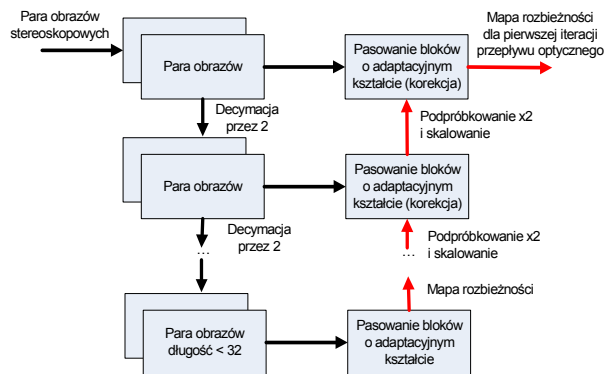 Para obrazów
stereoskopowych
Mapa rozbieżności
dla pierwszej iteracji
przepływu optycznego
Para obrazów
Pasowanie bloków
o adaptacyjnym
kształcie (korekcja)
Decymacja
przez 2
Podpróbkowanie x2
i skalowanie
Para obrazów
Pasowanie bloków
o adaptacyjnym
kształcie (korekcja)
Decymacja
przez 2
Podpróbkowanie x2
i skalowanie
...
...
Mapa rozbieżności
Para obrazów
długość < 32
Pasowanie bloków
o adaptacyjnym
kształcie